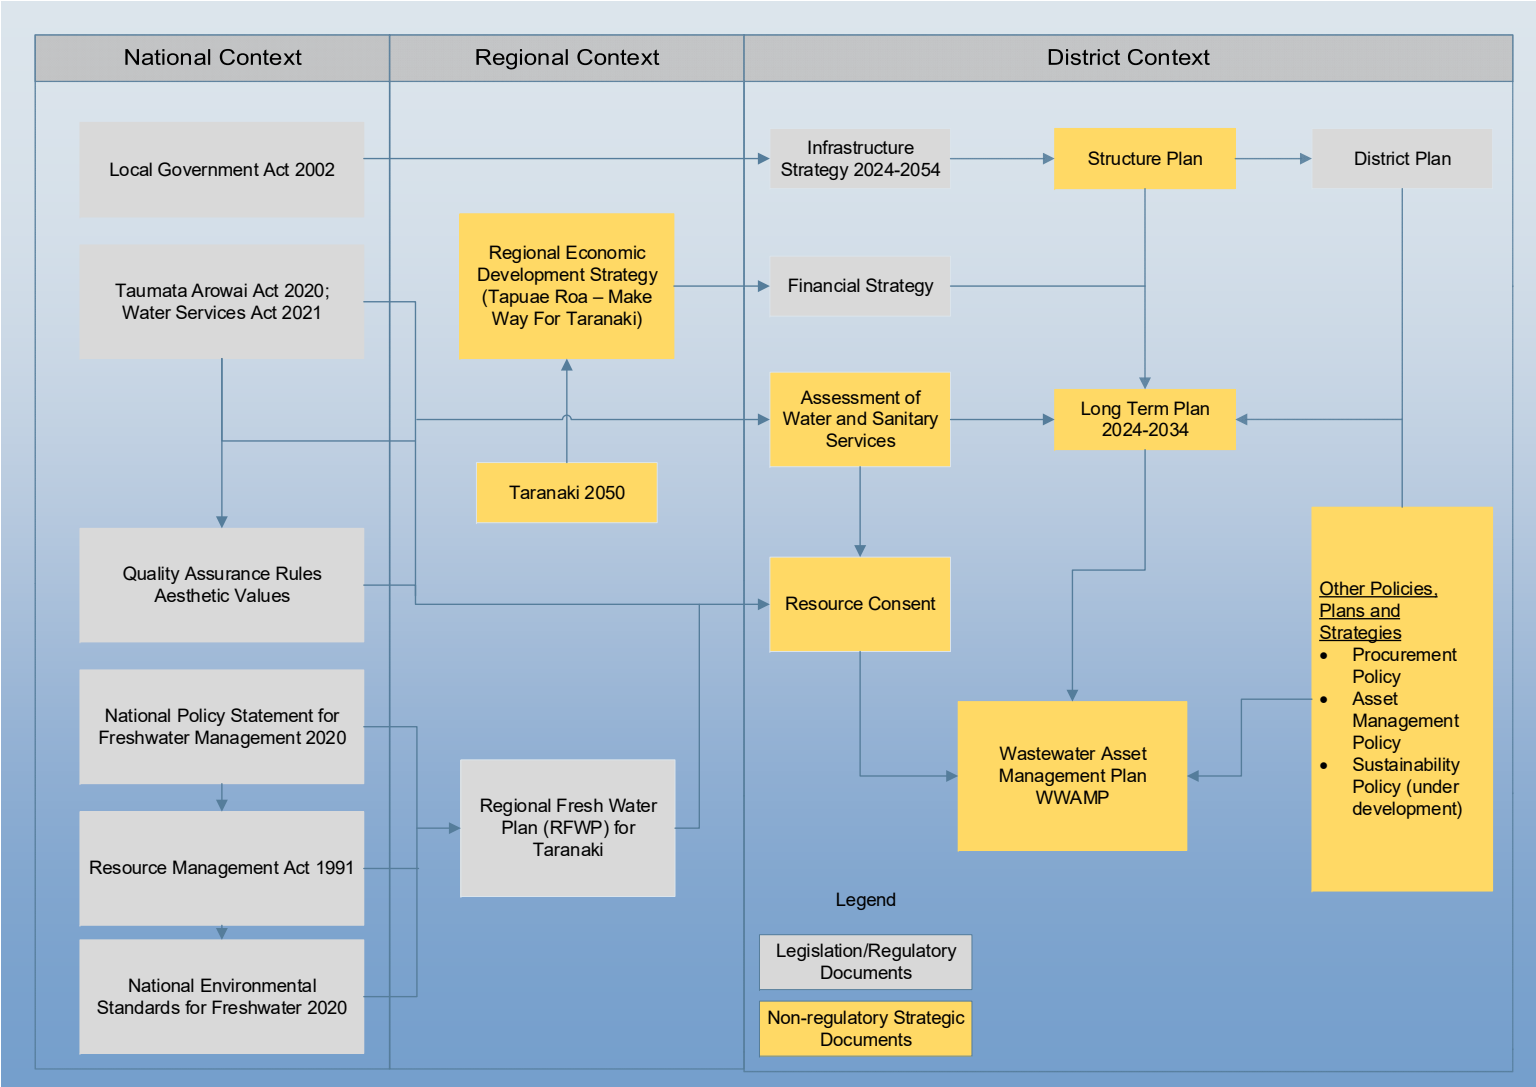 National Context
Regional Context
District Context
Local Government Act 2002
Taumata Arowai Act 2020;
Water Services Act 2021
Quality Assurance Rules
Aesthetic Values
National Policy Statement for
Freshwater Management 2020
Resource Management Act 1991
National Environmental
Standards for Freshwater 2020
Regional Economic
Development Strategy
(Tapuae Roa – Make
Way For Taranaki)
Taranaki 2050
Regional Fresh Water
Plan (RFWP) for
Taranaki
Infrastructure
Strategy 2024-2054
Structure Plan
District Plan
Financial Strategy
Assessment of
Water and Sanitary
Services
Long Term Plan
2024-2034
Resource Consent
Wastewater Asset
Management Plan
WWAMP
Other Policies,
Plans and
Strategies
• Procurement
Policy
• Asset
Management
Policy
• Sustainability
Policy (under
development)
Legend
Legislation/Regulatory
Documents
Non-regulatory Strategic
Documents